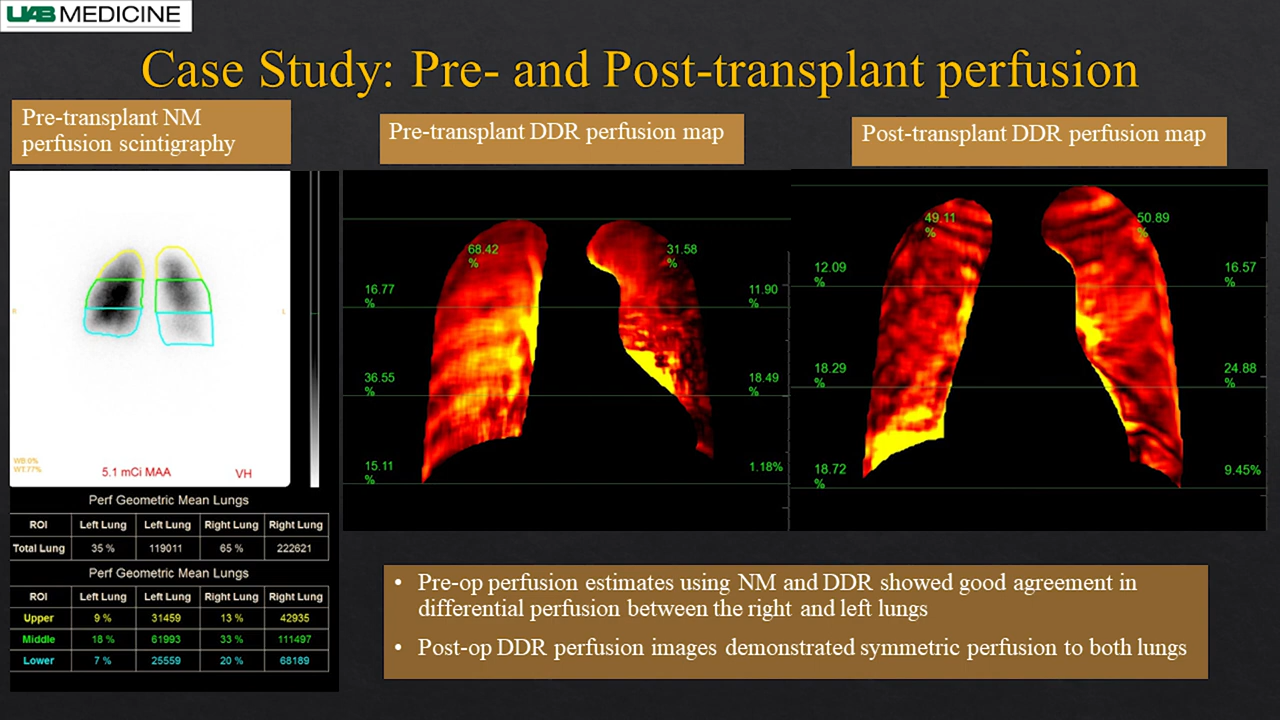 UAB MEDICINE
Case Study: Pre- and Post-transplant perfusion
Pre-transplant NM
perfusion scintigraphy
Pre-transplant DDR perfusion map
Post-transplant DDR perfusion map
R
L
WB:0%
WT:77%
5.1 mCi MAA
VH
Perf Geometric Mean Lungs
ROI Left Lung Left Lung Right Lung Right Lung
Total Lung 35 % 119011 65 % 222621
Perf Geometric Mean Lungs
ROI Left Lung Left Lung Right Lung Right Lung
Upper 9 % 31459 13 % 42935
Middle 18 % 61993 33 % 111497
Lower 7 % 25559 20 % 68189
68.42
%
31.58
%
16.77
%
11.90
%
36.55
%
18.49
%
15.11
%
1.18%
49.11
%
50.89
%
12.09
%
16.57
%
18.29
%
24.88
%
18.72
%
9.45%
• Pre-op perfusion estimates using NM and DDR showed good agreement in
differential perfusion between the right and left lungs
• Post-op DDR perfusion images demonstrated symmetric perfusion to both lungs